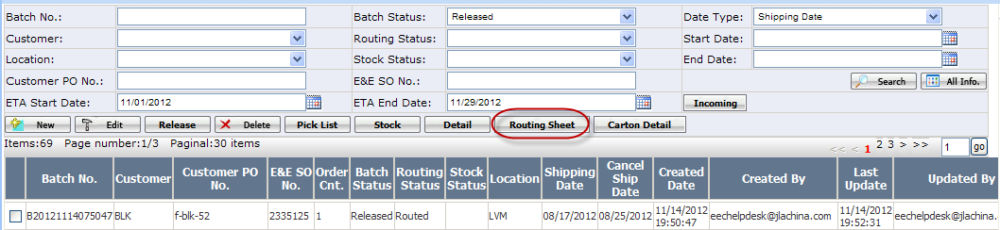 Batch No.: Batch Status: Released Date Type: Shipping Date
Customer: Routing Status: Start Date:
Location: Stock Status: End Date:
Customer PO No.: E&E SO No.: Search All Info.
ETA Start Date: 11/01/2012 ETA End Date: 11/29/2012 Incoming
New Edit Release Delete Pick List Stock Detail Routing Sheet Carton Detail
Items:69 Page number:1/3 Paginal:30 items << < 1 2 3 > >> 1 go
Batch No. Customer Customer PO No. E&E SO No. Order Cnt. Batch Status Routing Status Stock Status Location Shipping Date Cancel Ship Date Created Date Created By Last Update Updated By
B20121114075047 BLK f-blk-52 2335125 1 Released Routed LVM 08/17/2012 08/25/2012 11/14/2012 19:50:47 eechelpdesk@jlachina.com 11/14/2012 19:52:31 eechelpdesk@jlachina.com